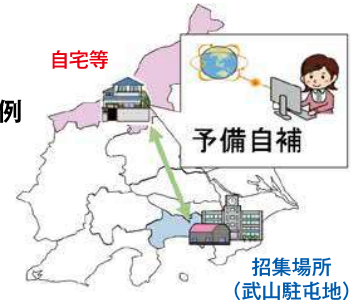 自宅等
例
予備自補
招集場所
（武山駐屯地）